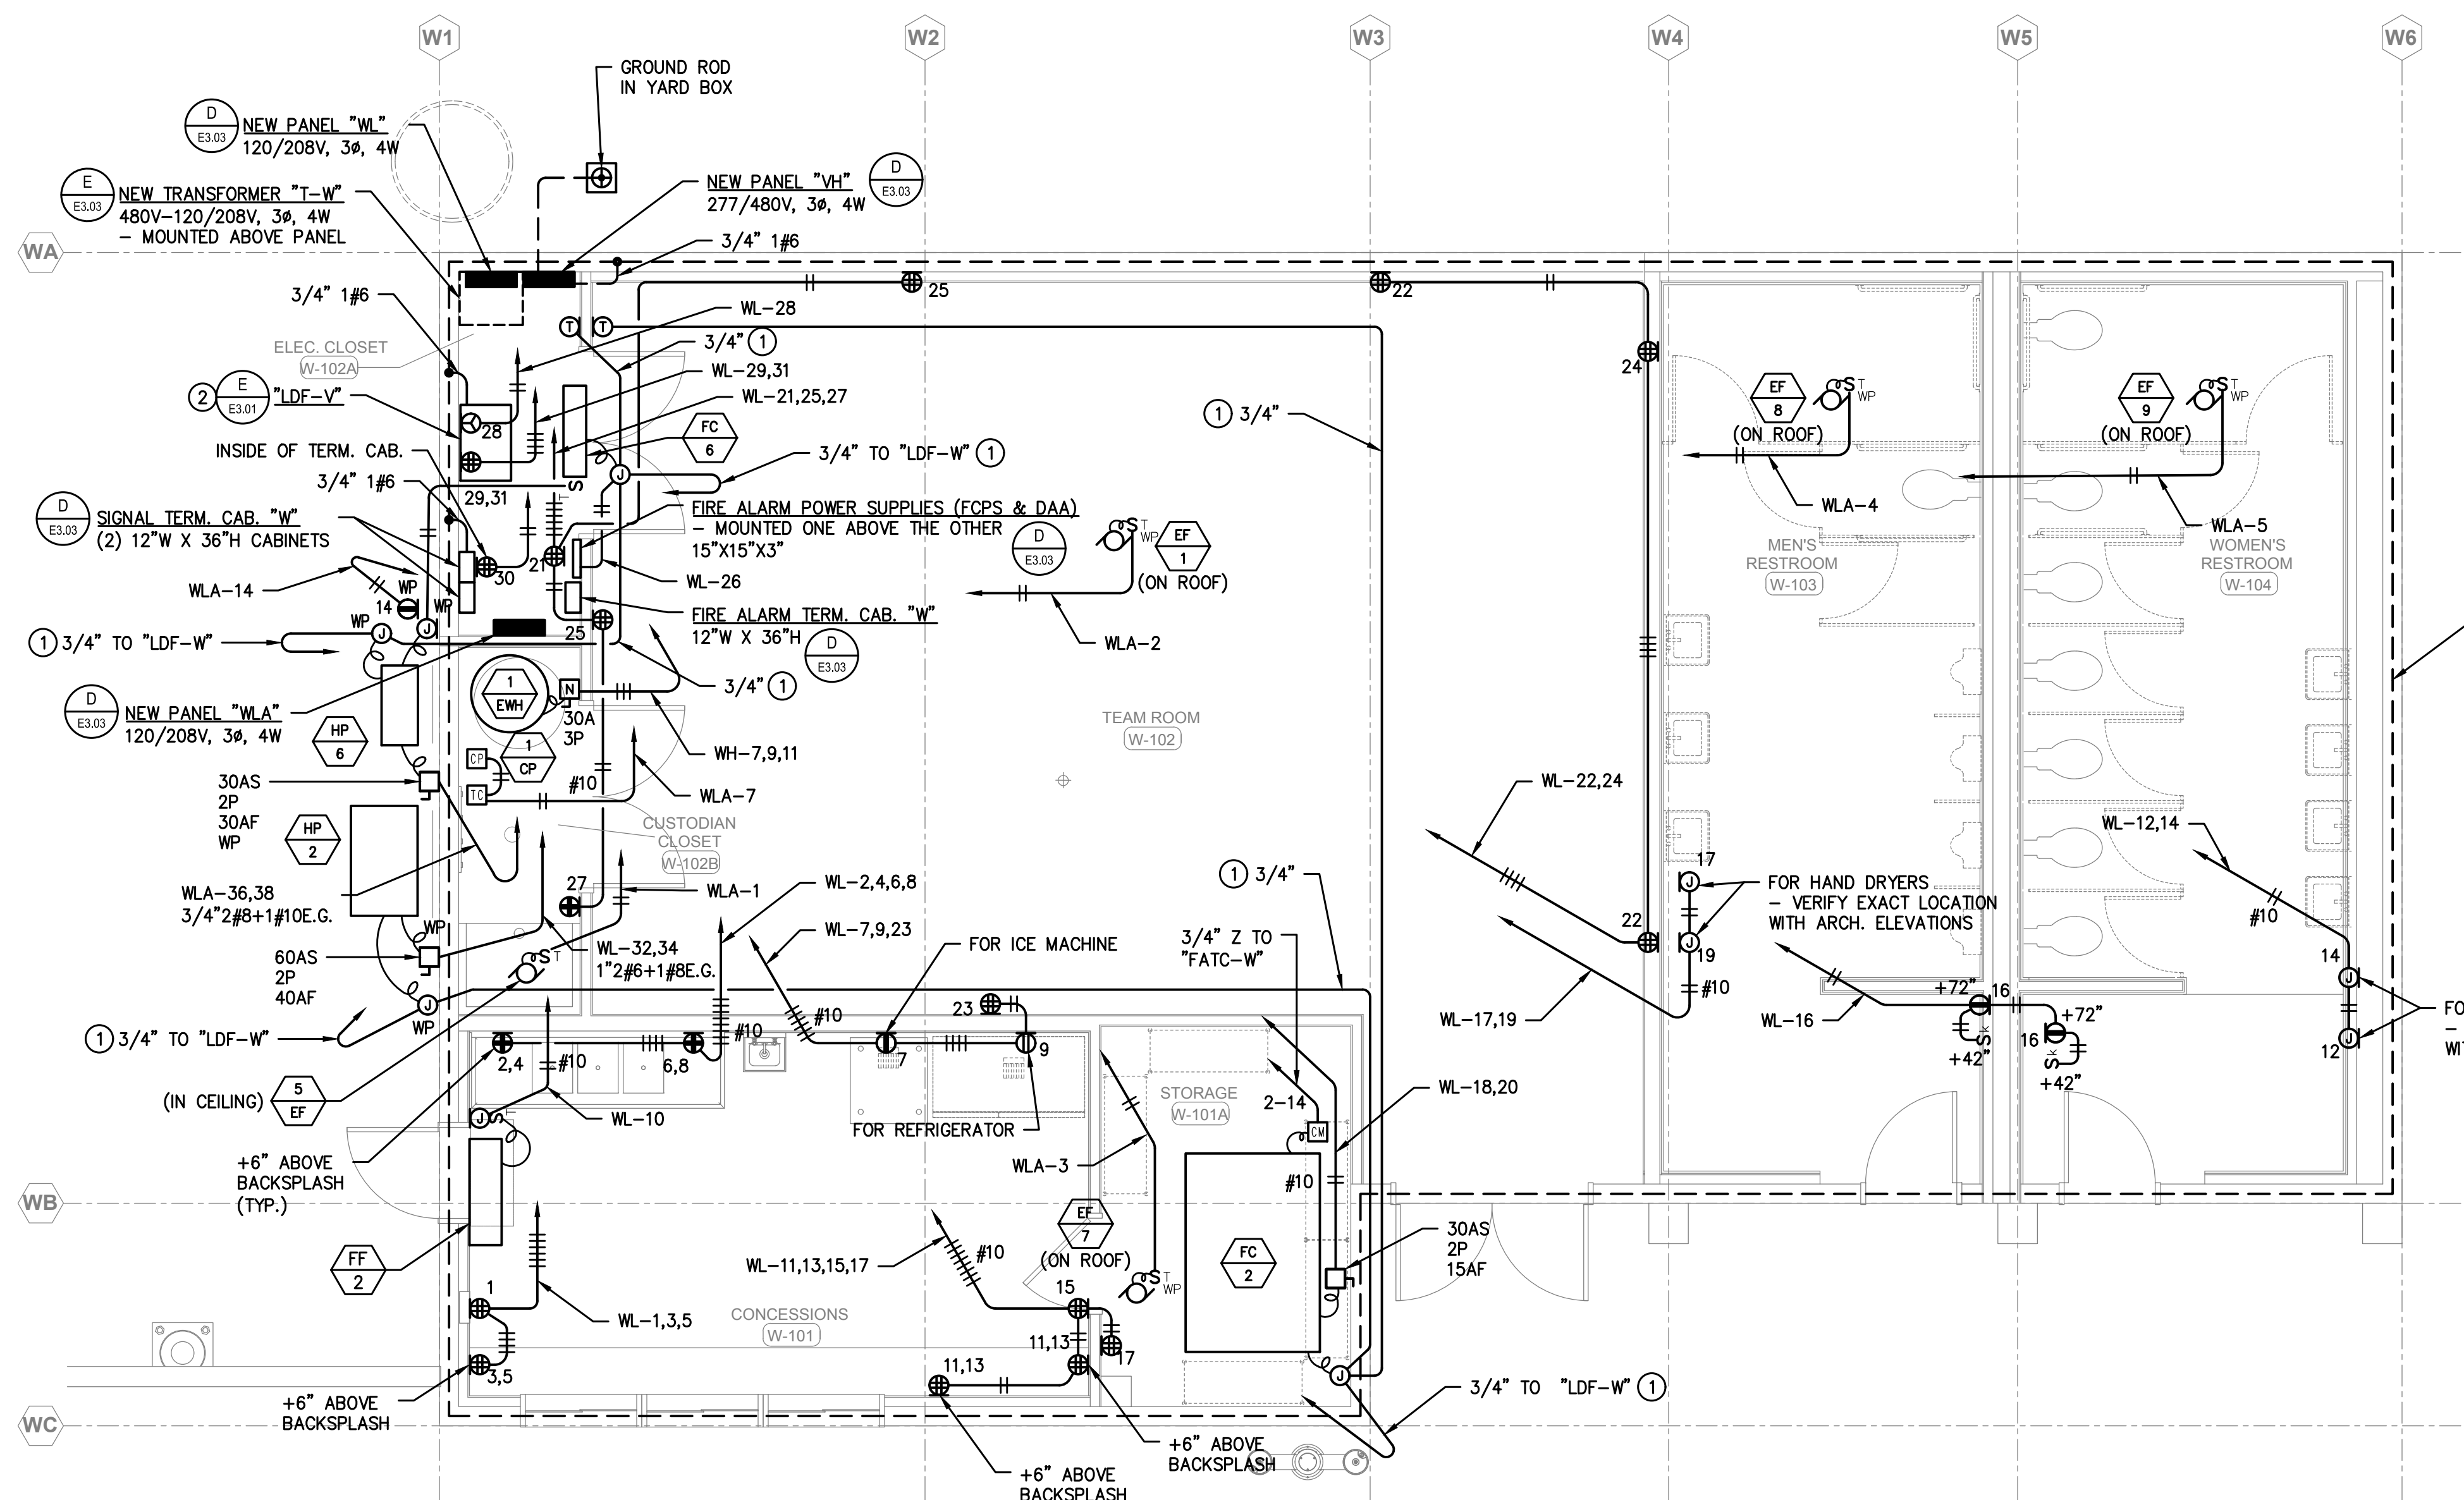 W1
W2
W3
W4
W5
W6
GROUND ROD
IN YARD BOX
D
E3.03
NEW PANEL "WL"
120/208V, 3ø, 4W
E
E3.03
NEW TRANSFORMER "T-W"
480V-120/208V, 3ø, 4W
- MOUNTED ABOVE PANEL
NEW PANEL "VH"
277/480V, 3ø, 4W
D
E3.03
3/4" 1#6
WA
3/4" 1#6
25
22
WL-28
T
T
ELEC. CLOSET
W-102A
3/4" 1
WL-29,31
WL-21,25,27
24
2
E
E3.01
"LDF-V"
28
FC
6
1 3/4"
EF
8
(ON ROOF)
S
T
WP
EF
9
(ON ROOF)
S
T
WP
INSIDE OF TERM. CAB.
3/4" 1#6
29,31
S
T
J
3/4" TO "LDF-W" 1
WLA-4
WLA-5
D
E3.03
SIGNAL TERM. CAB. "W"
(2) 12"W X 36"H CABINETS
FIRE ALARM POWER SUPPLIES (FCPS & DAA)
- MOUNTED ONE ABOVE THE OTHER
15"X15"X3"
D
E3.03
S
T
WP
EF
1
(ON ROOF)
MEN'S
RESTROOM
W-103
WOMEN'S
RESTROOM
W-104
30
21
WL-26
WLA-14
WP
14
WP
WP
J
J
25
FIRE ALARM TERM. CAB. "W"
12"W X 36"H
D
E3.03
WLA-2
1 3/4" TO "LDF-W"
3/4" 1
D
E3.03
NEW PANEL "WLA"
120/208V, 3ø, 4W
HP
6
1
EWH
N
30A
3P
TEAM ROOM
W-102
WH-7,9,11
1
CP
CP
TC
#10
WLA-7
30AS
2P
30AF
WP
HP
2
CUSTODIAN
CLOSET
W-102B
WL-22,24
WL-12,14
#10
WLA-36,38
3/4"2#8+1#10E.G.
27
WLA-1
WL-2,4,6,8
1 3/4"
17
J
FOR HAND DRYERS
- VERIFY EXACT LOCATION
WITH ARCH. ELEVATIONS
WP
60AS
2P
40AF
WL-32,34
1"2#6+1#8E.G.
S
T
WL-7,9,23
FOR ICE MACHINE
3/4" Z TO
"FATC-W"
22
J
19
#10
14
J
J
WP
1 3/4" TO "LDF-W"
#10
#10
#10
23
WL-17,19
WL-16
+72"
16
+72"
16
Sk
+42"
Sk
+42"
12
J
FO
-
WIT
2,4
6,8
7
9
5
EF
(IN CEILING)
J
S
T
WL-10
FOR REFRIGERATOR
STORAGE
W-101A
2-14
CM
WL-18,20
+6" ABOVE
BACKSPLASH
(TYP.)
WLA-3
#10
WB
FF
2
EF
7
(ON ROOF)
FC
2
30AS
2P
15AF
WL-11,13,15,17
#10
S
T
WP
1
15
WL-1,3,5
CONCESSIONS
W-101
11,13
17
3,5
11,13
J
3/4" TO "LDF-W" 1
+6" ABOVE
BACKSPLASH
WC
+6" ABOVE
BACKSPLASH
+6" ABOVE
BACKSPLASH